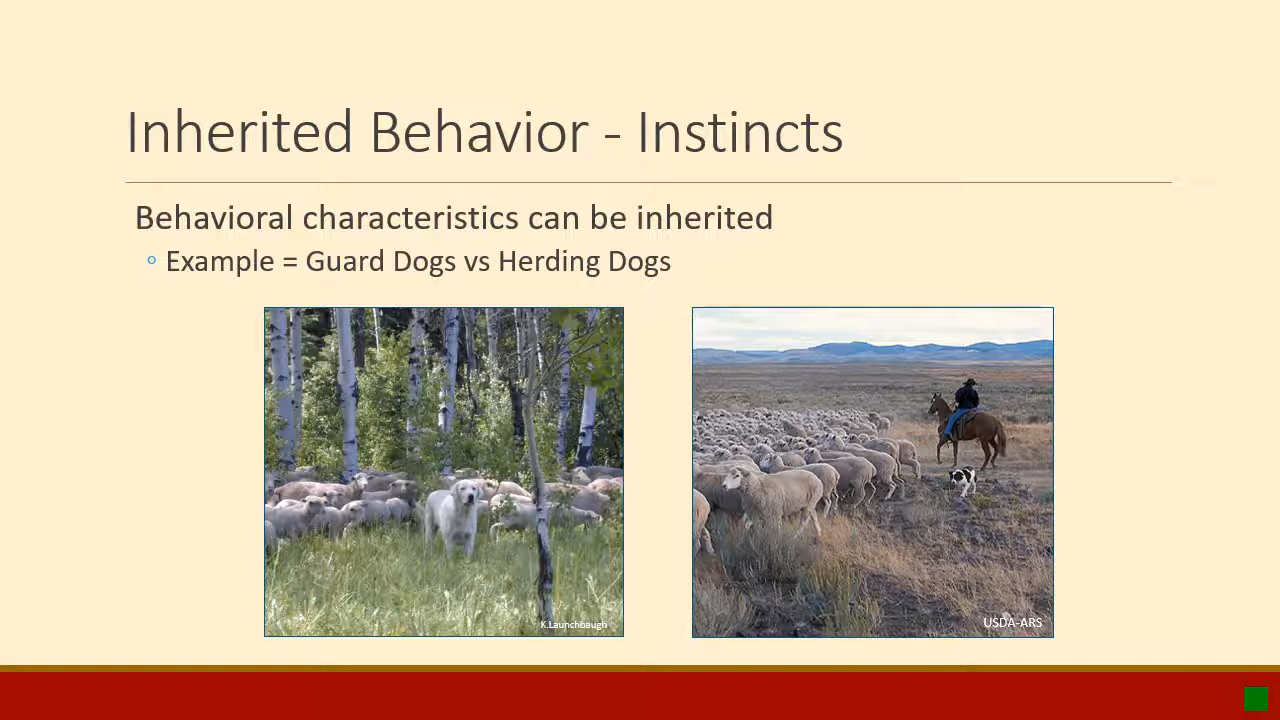 Inherited Behavior - Instincts
Behavioral characteristics can be inherited
◦ Example = Guard Dogs vs Herding Dogs
K.Launchbaugh
USDA-ARS